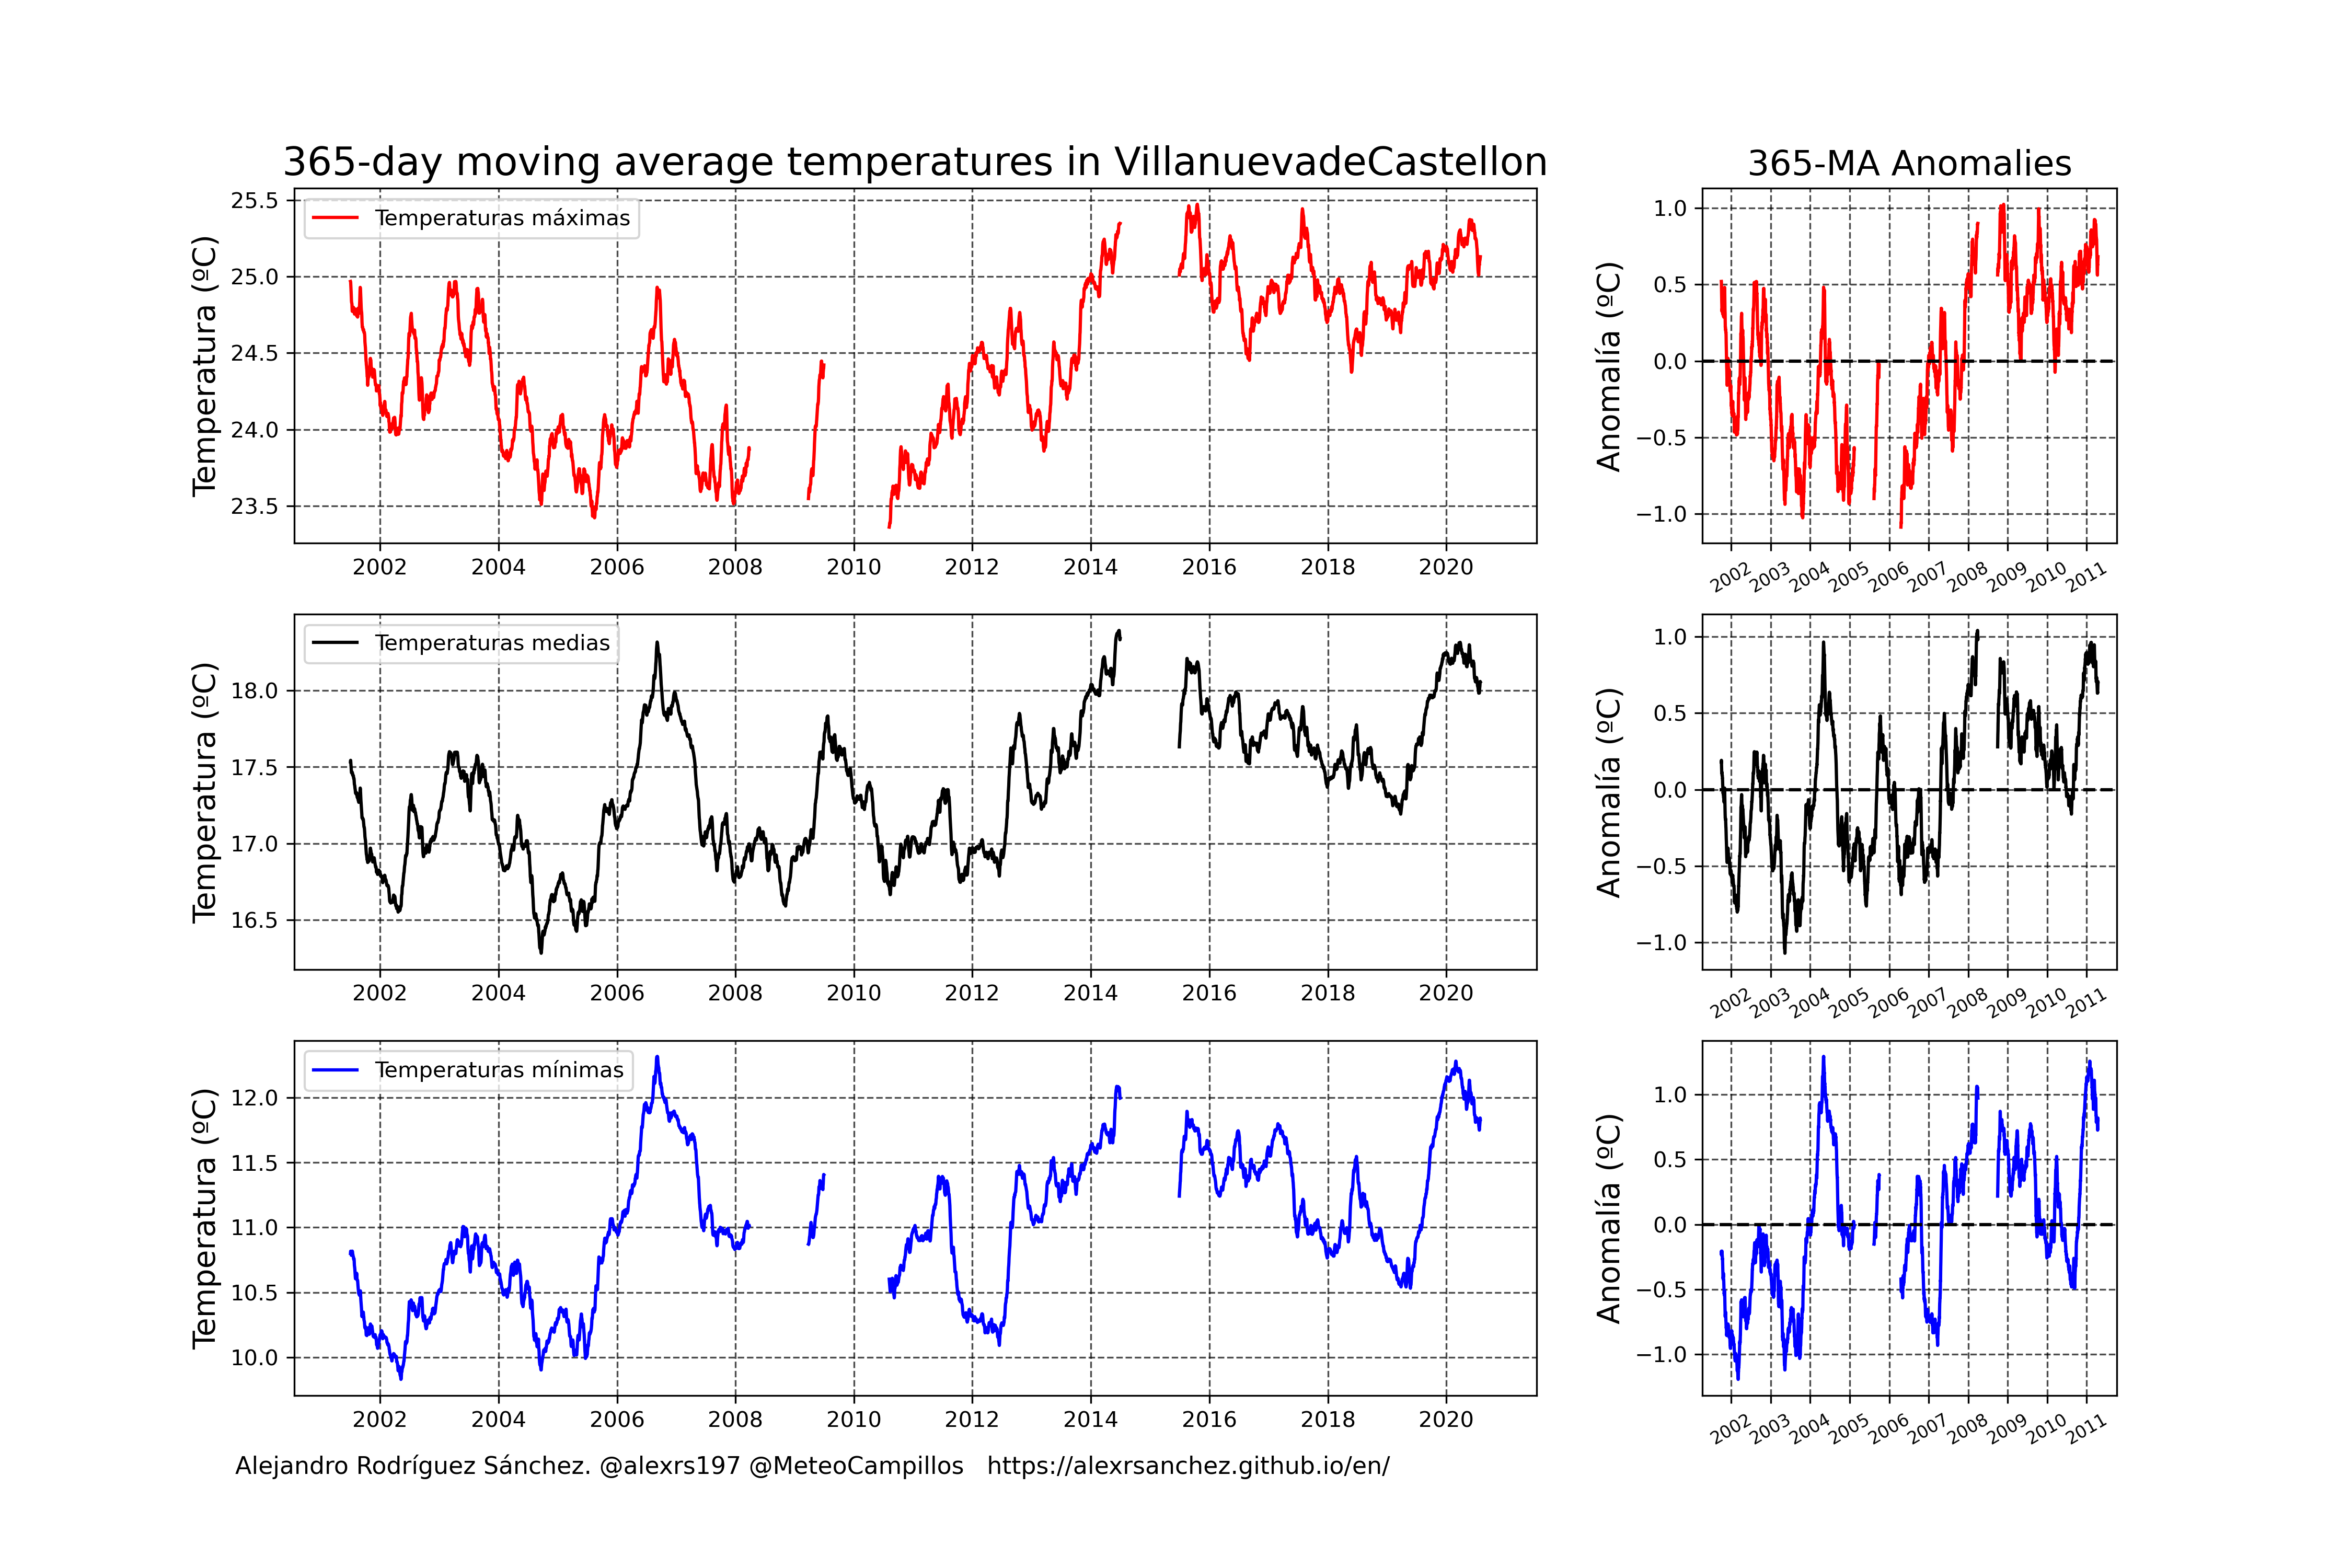 365-day moving average temperatures in VillanuevadeCastellon
365-MA Anomalies
Temperatura (ºC)
25.5
25.0
24.5
24.0
23.5
Temperaturas máximas
2002 2004 2006 2008 2010 2012 2014 2016 2018 2020
Anomalía (ºC)
1.0
0.5
0.0
−0.5
−1.0
2002 2003 2004 2005 2006 2007 2008 2009 2010 2011
Temperatura (ºC)
18.0
17.5
17.0
16.5
Temperaturas medias
2002 2004 2006 2008 2010 2012 2014 2016 2018 2020
Anomalía (ºC)
1.0
0.5
0.0
−0.5
−1.0
2002 2003 2004 2005 2006 2007 2008 2009 2010 2011
Temperatura (ºC)
12.0
11.5
11.0
10.5
10.0
Temperaturas mínimas
2002 2004 2006 2008 2010 2012 2014 2016 2018 2020
Anomalía (ºC)
1.0
0.5
0.0
−0.5
−1.0
2002 2003 2004 2005 2006 2007 2008 2009 2010 2011
Alejandro Rodríguez Sánchez. @alexrs197 @MeteoCampillos https://alexrsanchez.github.io/en/